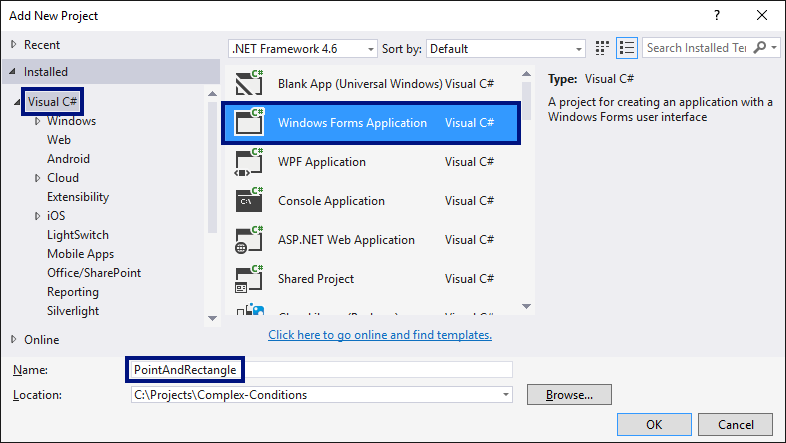 Add New Project
?
Recent
.NET Framework 4.6
Sort by:
Default
Search Installed Te
Installed
Visual C#
Windows
Web
Android
Cloud
Extensibility
iOS
LightSwitch
Mobile Apps
Office/SharePoint
Reporting
Silverlight
Online
Blank App (Universal Windows) Visual C#
Windows Forms Application Visual C#
WPF Application Visual C#
Console Application Visual C#
ASP.NET Web Application Visual C#
Shared Project Visual C#
Type: Visual C#
A project for creating an application with a
Windows Forms user interface
Click here to go online and find templates.
Name: PointAndRectangle
Location: C:\Projects\Complex-Conditions
Browse...
OK
Cancel